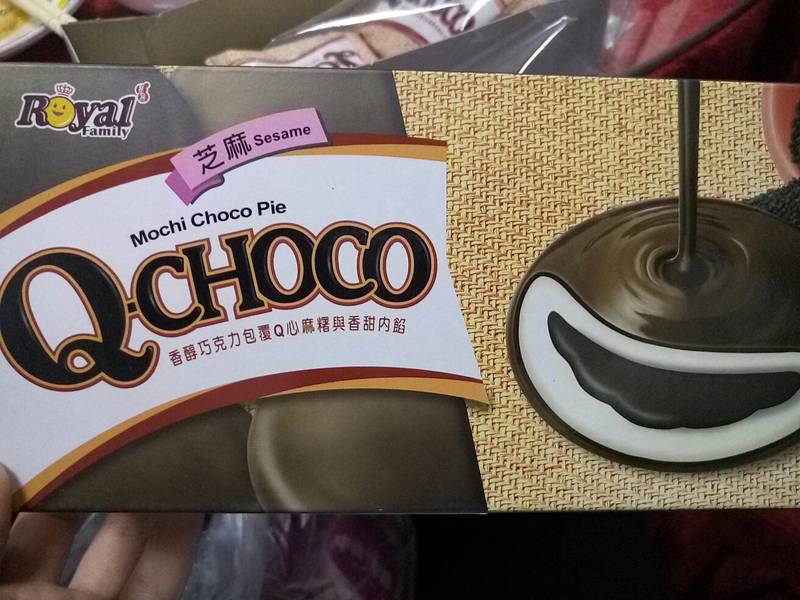 Q-CHOCO
Royal
Family
芝麻 Sesame
Mochi Choco Pie
Q-CHOCO
香醇巧克力包覆Q心麻糬與香甜內餡